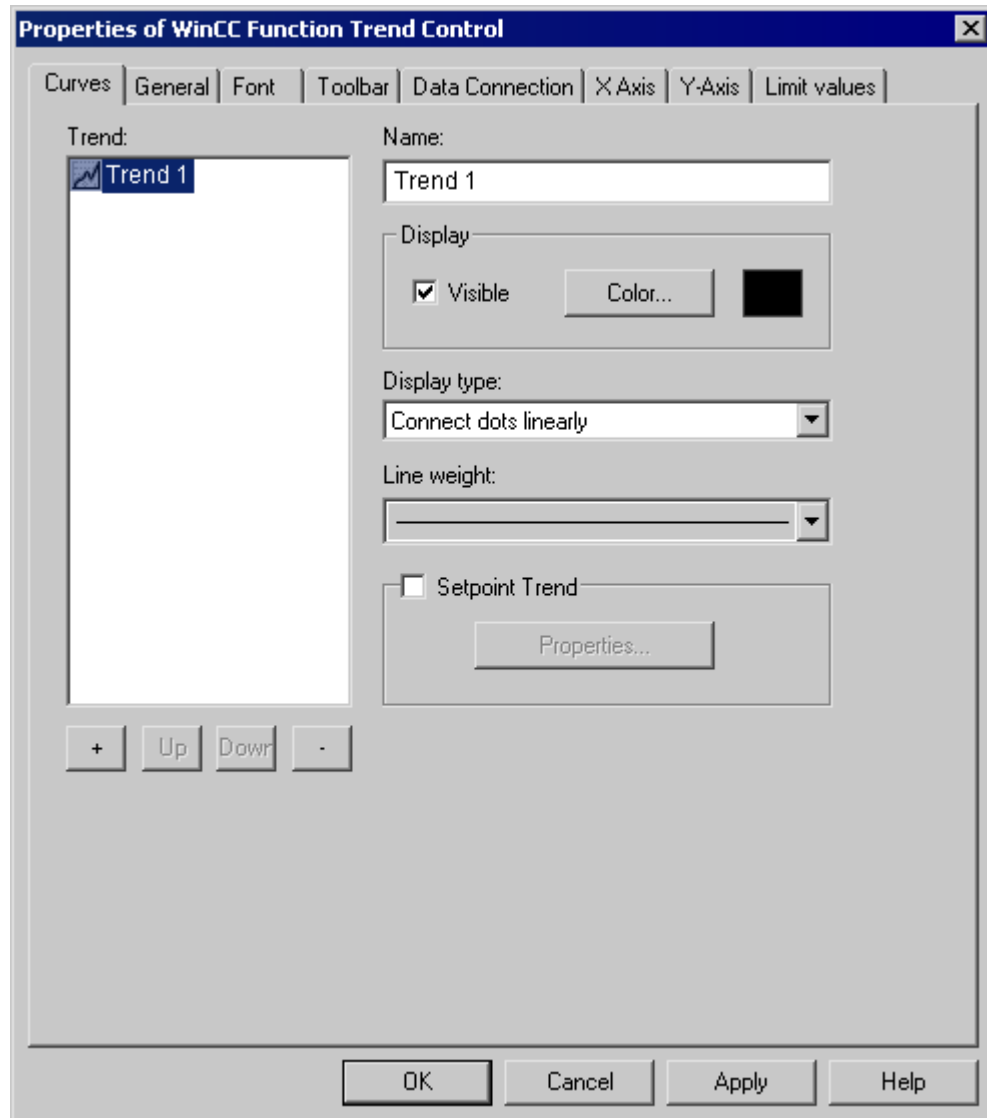 Properties of WinCC Function Trend Control
Curves General Font Toolbar Data Connection X Axis Y-Axis Limit values
Trend:
Trend 1
Name:
Trend 1
Display
Visible
Color...
Display type:
Connect dots linearly
Line weight:
Setpoint Trend
Properties...
+ Up Down -
OK Cancel Apply Help